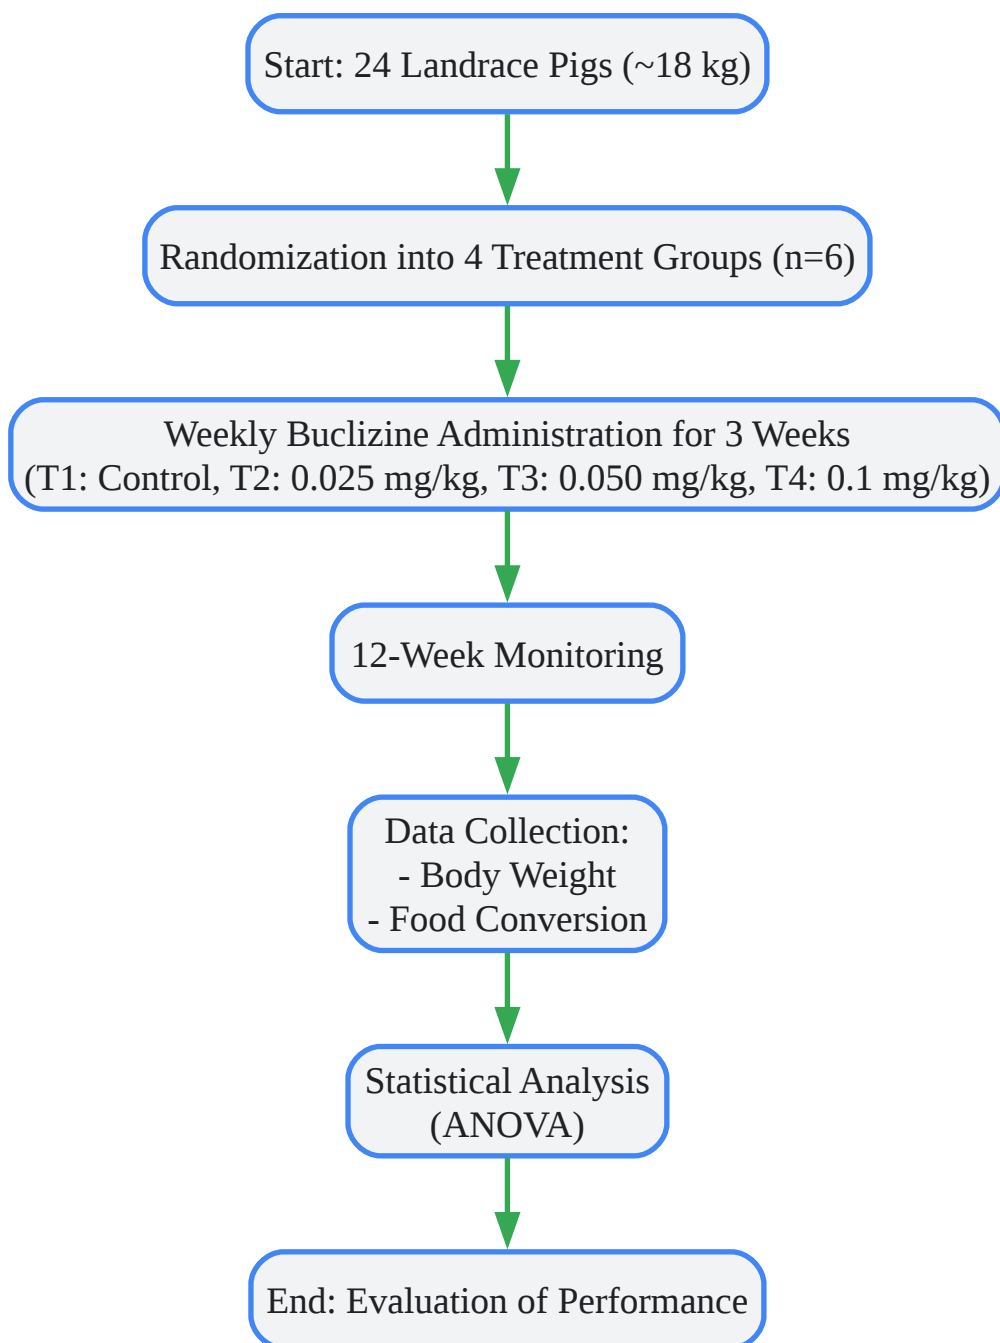 Start: 24 Landrace Pigs (~18 kg)
Randomization into 4 Treatment Groups (n=6)
Weekly Buclizine Administration for 3 Weeks
(T1: Control, T2: 0.025 mg/kg, T3: 0.050 mg/kg, T4: 0.1 mg/kg)
12-Week Monitoring
Data Collection:
- Body Weight
- Food Conversion
Statistical Analysis
(ANOVA)
End: Evaluation of Performance